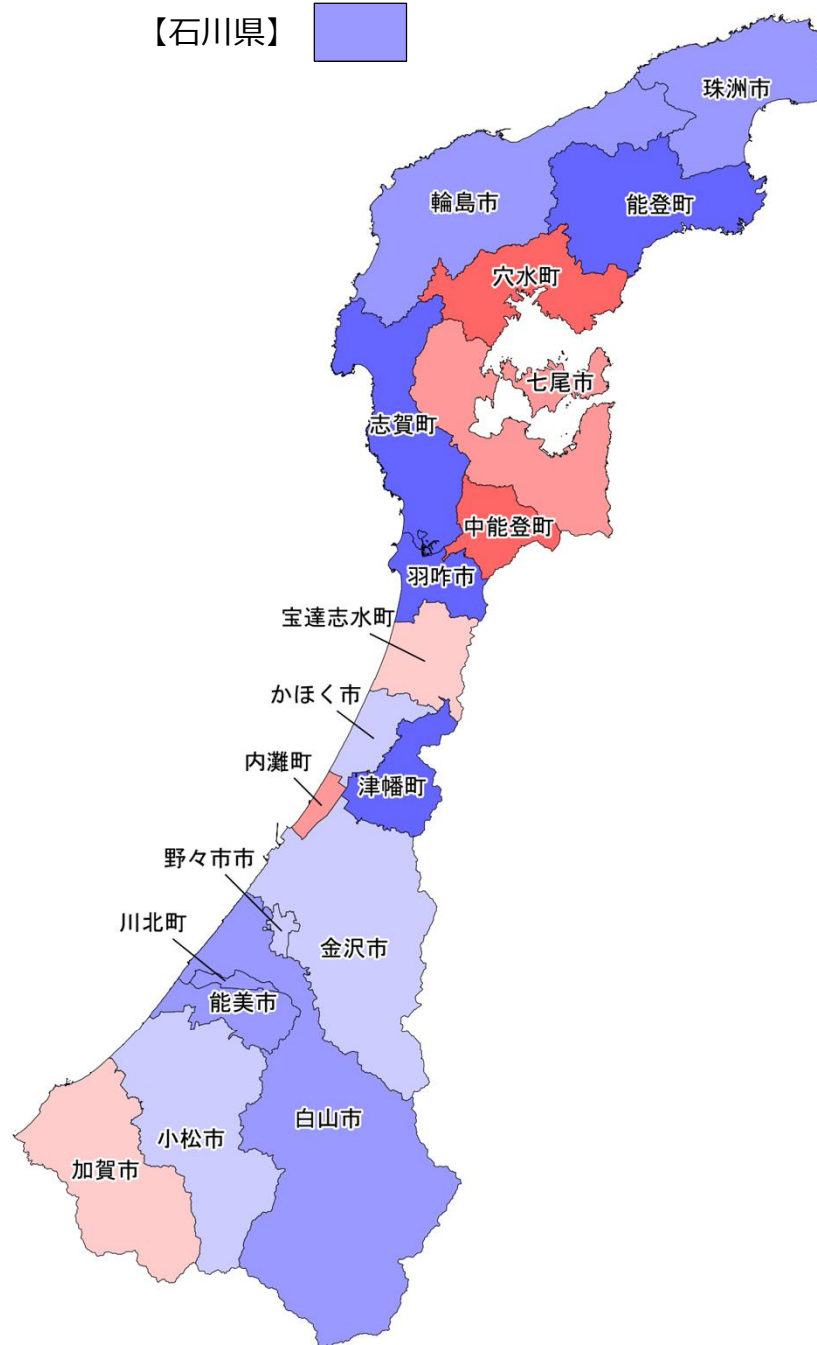 【石川県】
珠洲市
輪島市
能登町
穴水町
七尾市
志賀町
中能登町
羽咋市
宝達志水町
かほく市
内灘町
津幡町
野々市市
川北町
金沢市
能美市
白山市
小松市
加賀市